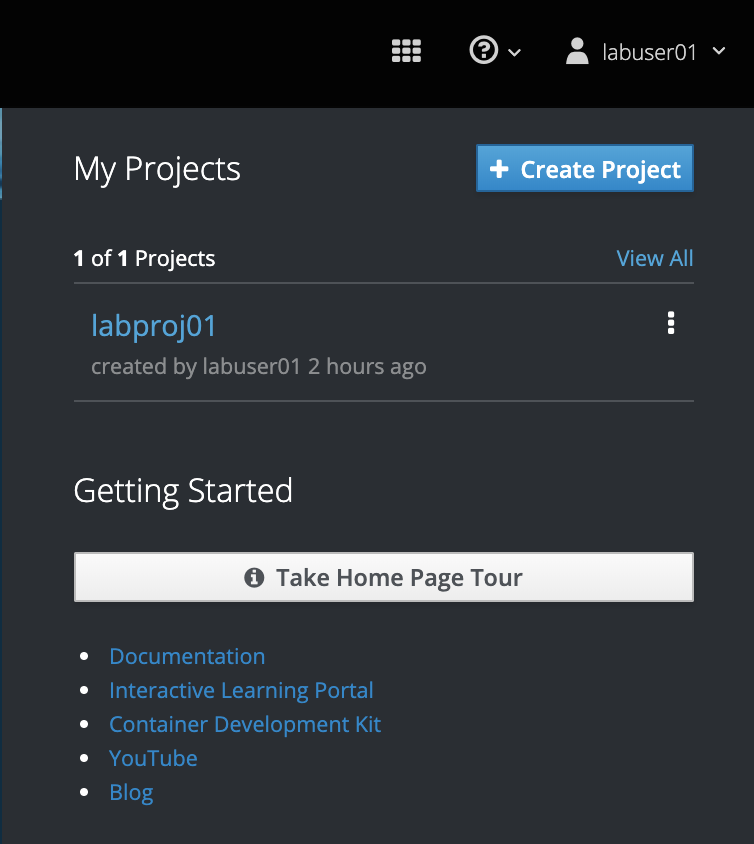 labuser01
My Projects
Create Project
1 of 1 Projects
View All
labproj01
created by labuser01 2 hours ago
Getting Started
Take Home Page Tour
Documentation
Interactive Learning Portal
Container Development Kit
YouTube
Blog